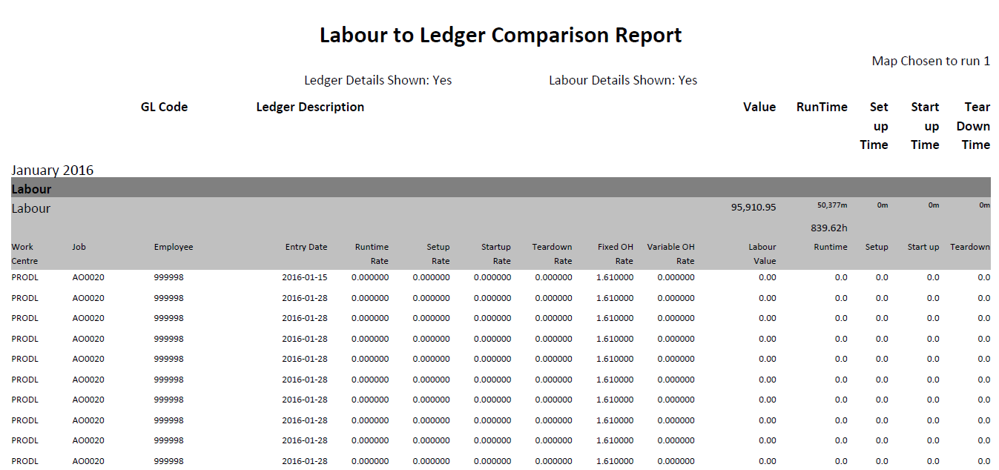 Labour to Ledger Comparison Report
Map Chosen to run 1
Ledger Details Shown: Yes Labour Details Shown: Yes
GL Code Ledger Description Value RunTime Set Start Tear
up up Down
Time Time Time
January 2016
Labour
Labour 95,910.95 50,377m 0m 0m 0m
839.62h
Work Job Employee Entry Date Runtime Setup Startup Teardown Fixed OH Variable OH Labour Runtime Setup Start up Teardown
Centre Rate Rate Rate Rate Rate Rate Value
PRODL AO0020 999998 2016-01-15 0.000000 0.000000 0.000000 0.000000 1.610000 0.000000 0.00 0.0 0.0 0.0 0.0
PRODL AO0020 999998 2016-01-28 0.000000 0.000000 0.000000 0.000000 1.610000 0.000000 0.00 0.0 0.0 0.0 0.0
PRODL AO0020 999998 2016-01-28 0.000000 0.000000 0.000000 0.000000 1.610000 0.000000 0.00 0.0 0.0 0.0 0.0
PRODL AO0020 999998 2016-01-28 0.000000 0.000000 0.000000 0.000000 1.610000 0.000000 0.00 0.0 0.0 0.0 0.0
PRODL AO0020 999998 2016-01-28 0.000000 0.000000 0.000000 0.000000 1.610000 0.000000 0.00 0.0 0.0 0.0 0.0
PRODL AO0020 999998 2016-01-28 0.000000 0.000000 0.000000 0.000000 1.610000 0.000000 0.00 0.0 0.0 0.0 0.0
PRODL AO0020 999998 2016-01-28 0.000000 0.000000 0.000000 0.000000 1.610000 0.000000 0.00 0.0 0.0 0.0 0.0
PRODL AO0020 999998 2016-01-28 0.000000 0.000000 0.000000 0.000000 1.610000 0.000000 0.00 0.0 0.0 0.0 0.0
PRODL AO0020 999998 2016-01-28 0.000000 0.000000 0.000000 0.000000 1.610000 0.000000 0.00 0.0 0.0 0.0 0.0
PRODL AO0020 999998 2016-01-28 0.000000 0.000000 0.000000 0.000000 1.610000 0.000000 0.00 0.0 0.0 0.0 0.0